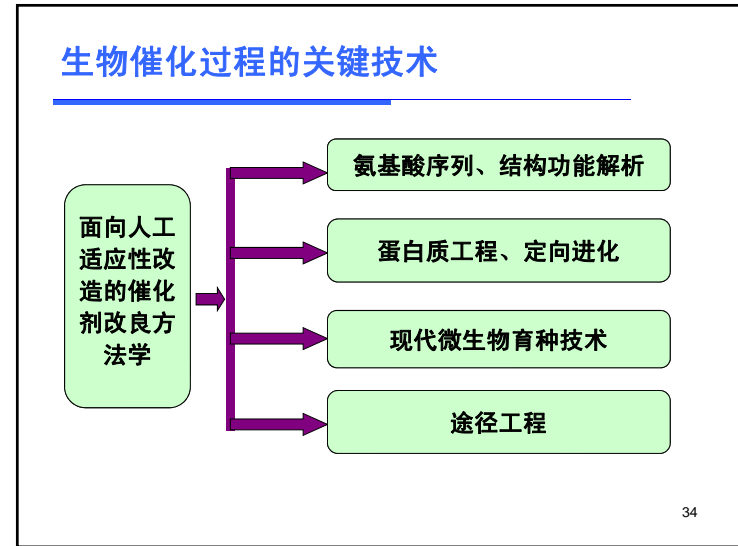 生物催化过程的关键技术
面向人工
适应性改
造的催化
剂改良方
法学
氨基酸序列、结构功能解析
蛋白质工程、定向进化
现代微生物育种技术
途径工程
34